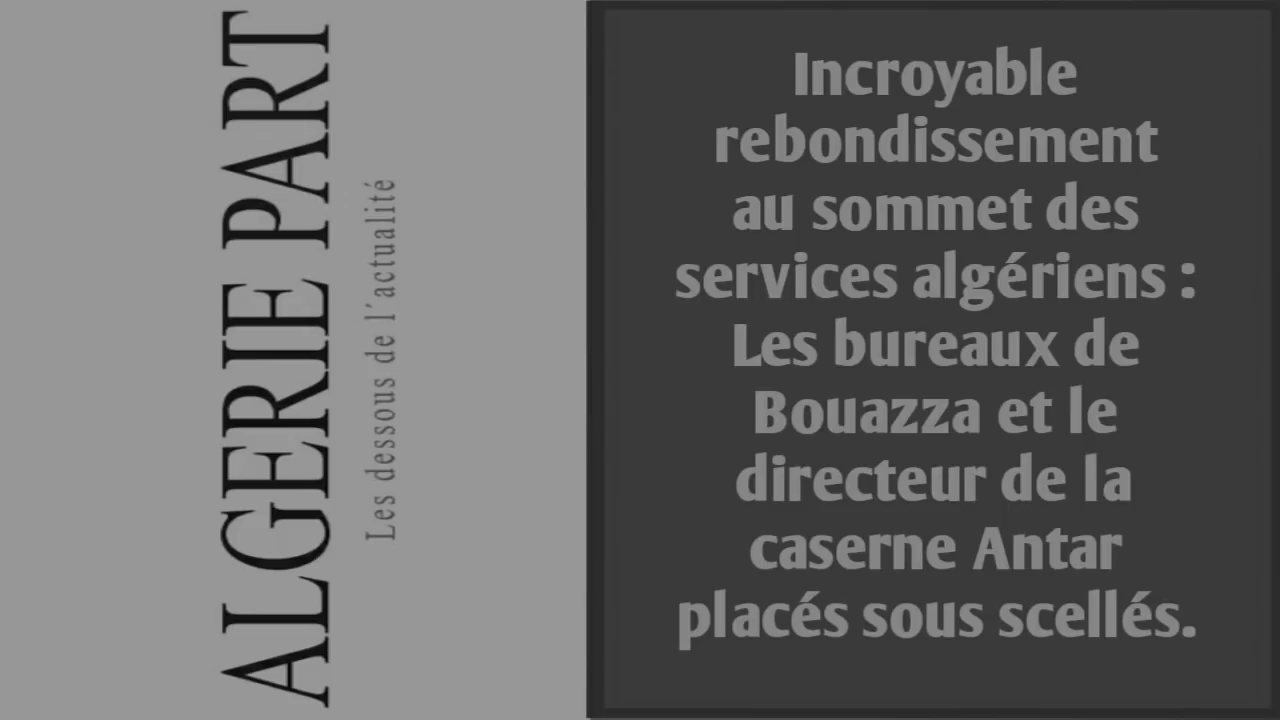 ALGERIE PART
Les dessous de l'actualité
Incroyable
rebondissement
au sommet des
services algériens :
Les bureaux de
Bouazza et le
directeur de la
caserne Antar
placés sous scellés.